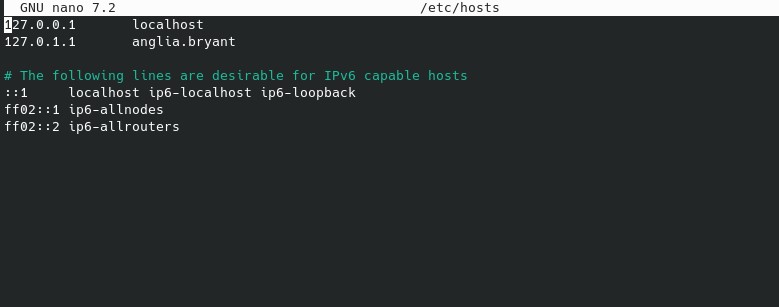 GNU nano 7.2 /etc/hosts
127.0.0.1 localhost
127.0.1.1 anglia.bryant
# The following lines are desirable for IPv6 capable hosts
::1 localhost ip6-localhost ip6-loopback
ff02::1 ip6-allnodes
ff02::2 ip6-allrouters